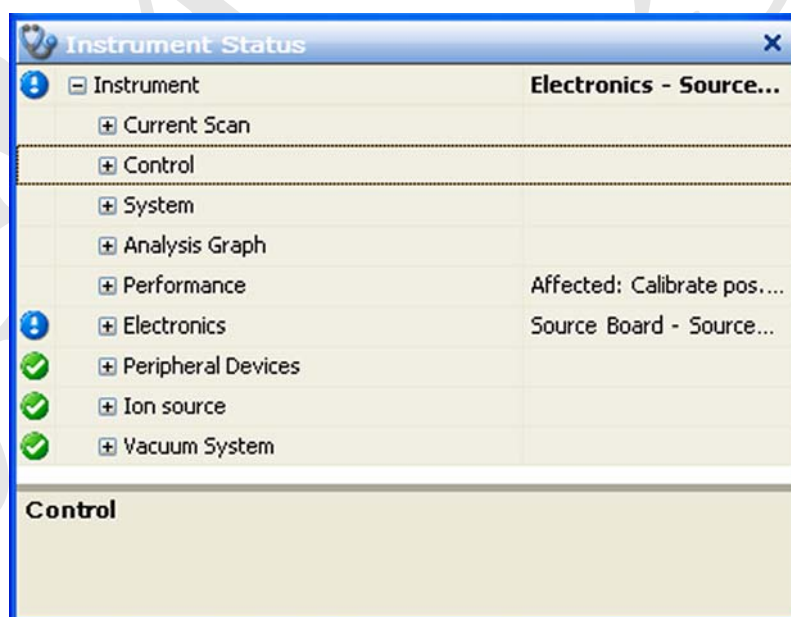 Instrument Status
Instrument Electronics - Source...
Current Scan
Control
System
Analysis Graph
Performance Affected: Calibrate pos....
Electronics Source Board - Source...
Peripheral Devices
Ion source
Vacuum System
Control